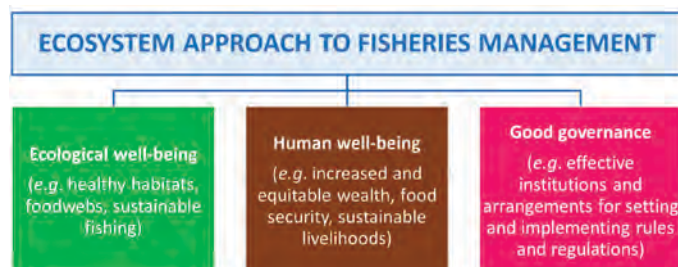 ECOSYSTEM APPROACH TO FISHERIES MANAGEMENT
Ecological well-being
(e.g. healthy habitats,
foodwebs, sustainable
fishing)
Human well-being
(e.g. increased and
equitable wealth, food
security, sustainable
livelihoods)
Good governance
(e.g. effective
institutions and
arrangements for setting
and implementing rules
and regulations)